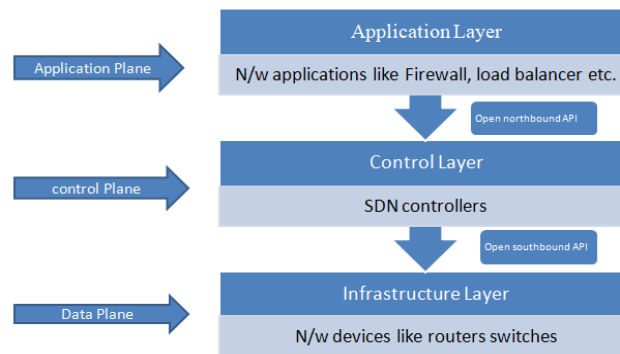 Application Layer
Application Plane
N/w applications like Firewall, load balancer etc.
Open northbound API
Control Layer
control Plane
SDN controllers
Open southbound API
Infrastructure Layer
Data Plane
N/w devices like routers switches